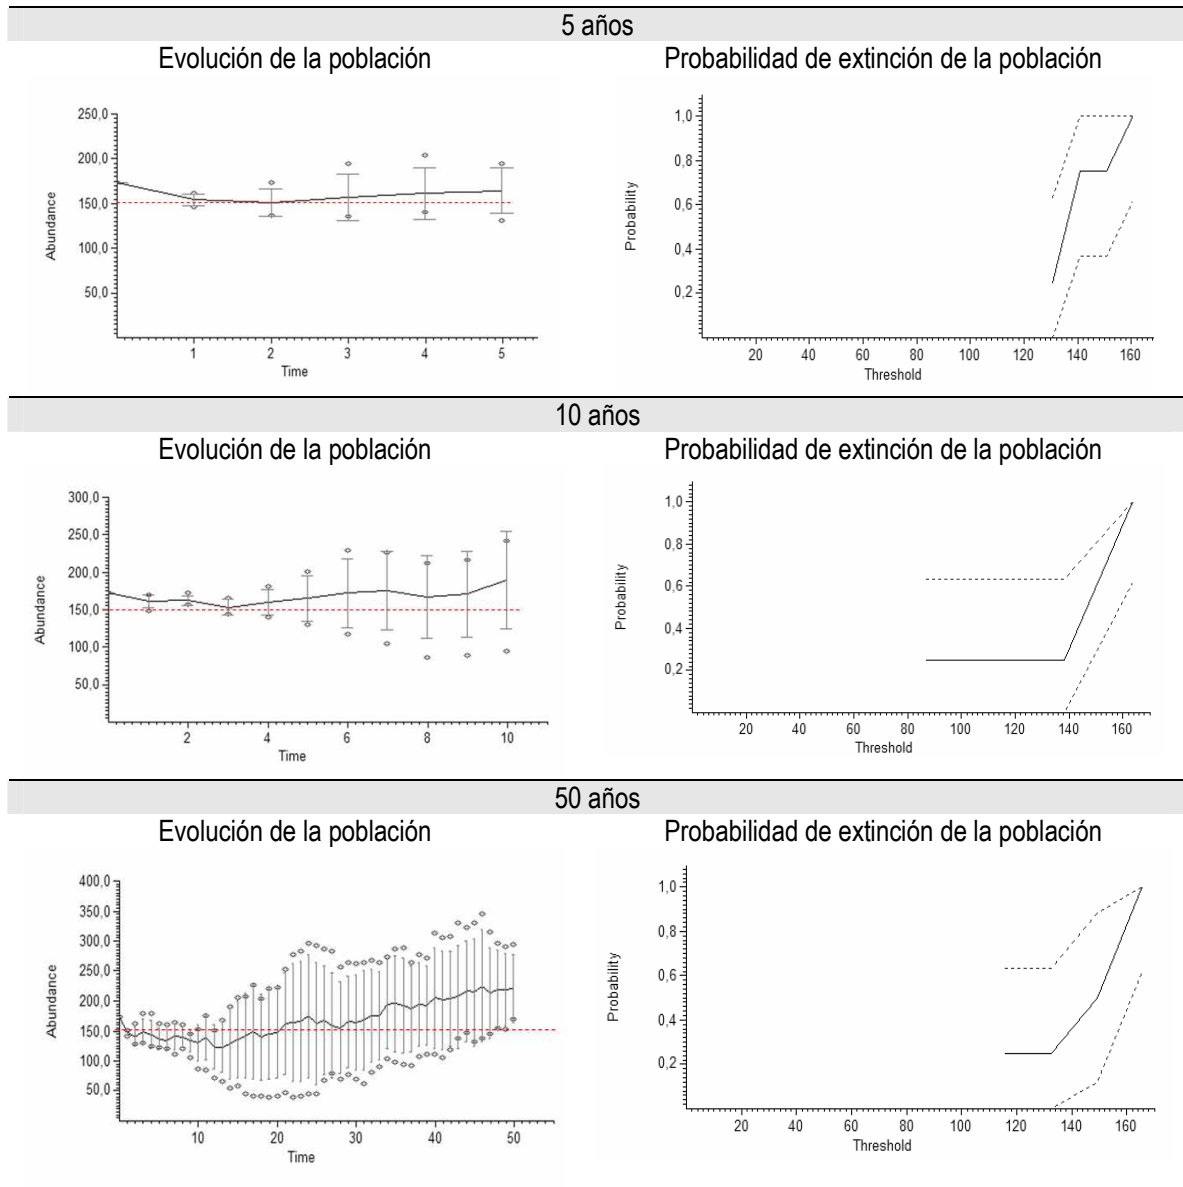 5 años
Evolución de la población
Probabilidad de extinción de la población
250,0
200,0
150,0
100,0
50,0
Abundance
1 2 3 4 5
Time
1,0
0,8
0,6
0,4
0,2
Probability
20 40 60 80 100 120 140 160
Threshold
10 años
Evolución de la población
Probabilidad de extinción de la población
300,0
250,0
200,0
150,0
100,0
50,0
Abundance
2 4 6 8 10
Time
1,0
0,8
0,6
0,4
0,2
Probability
20 40 60 80 100 120 140 160
Threshold
50 años
Evolución de la población
Probabilidad de extinción de la población
400,0
350,0
300,0
250,0
200,0
150,0
100,0
50,0
Abundance
10 20 30 40 50
Time
1,0
0,8
0,6
0,4
0,2
Probability
20 40 60 80 100 120 140 160
Threshold